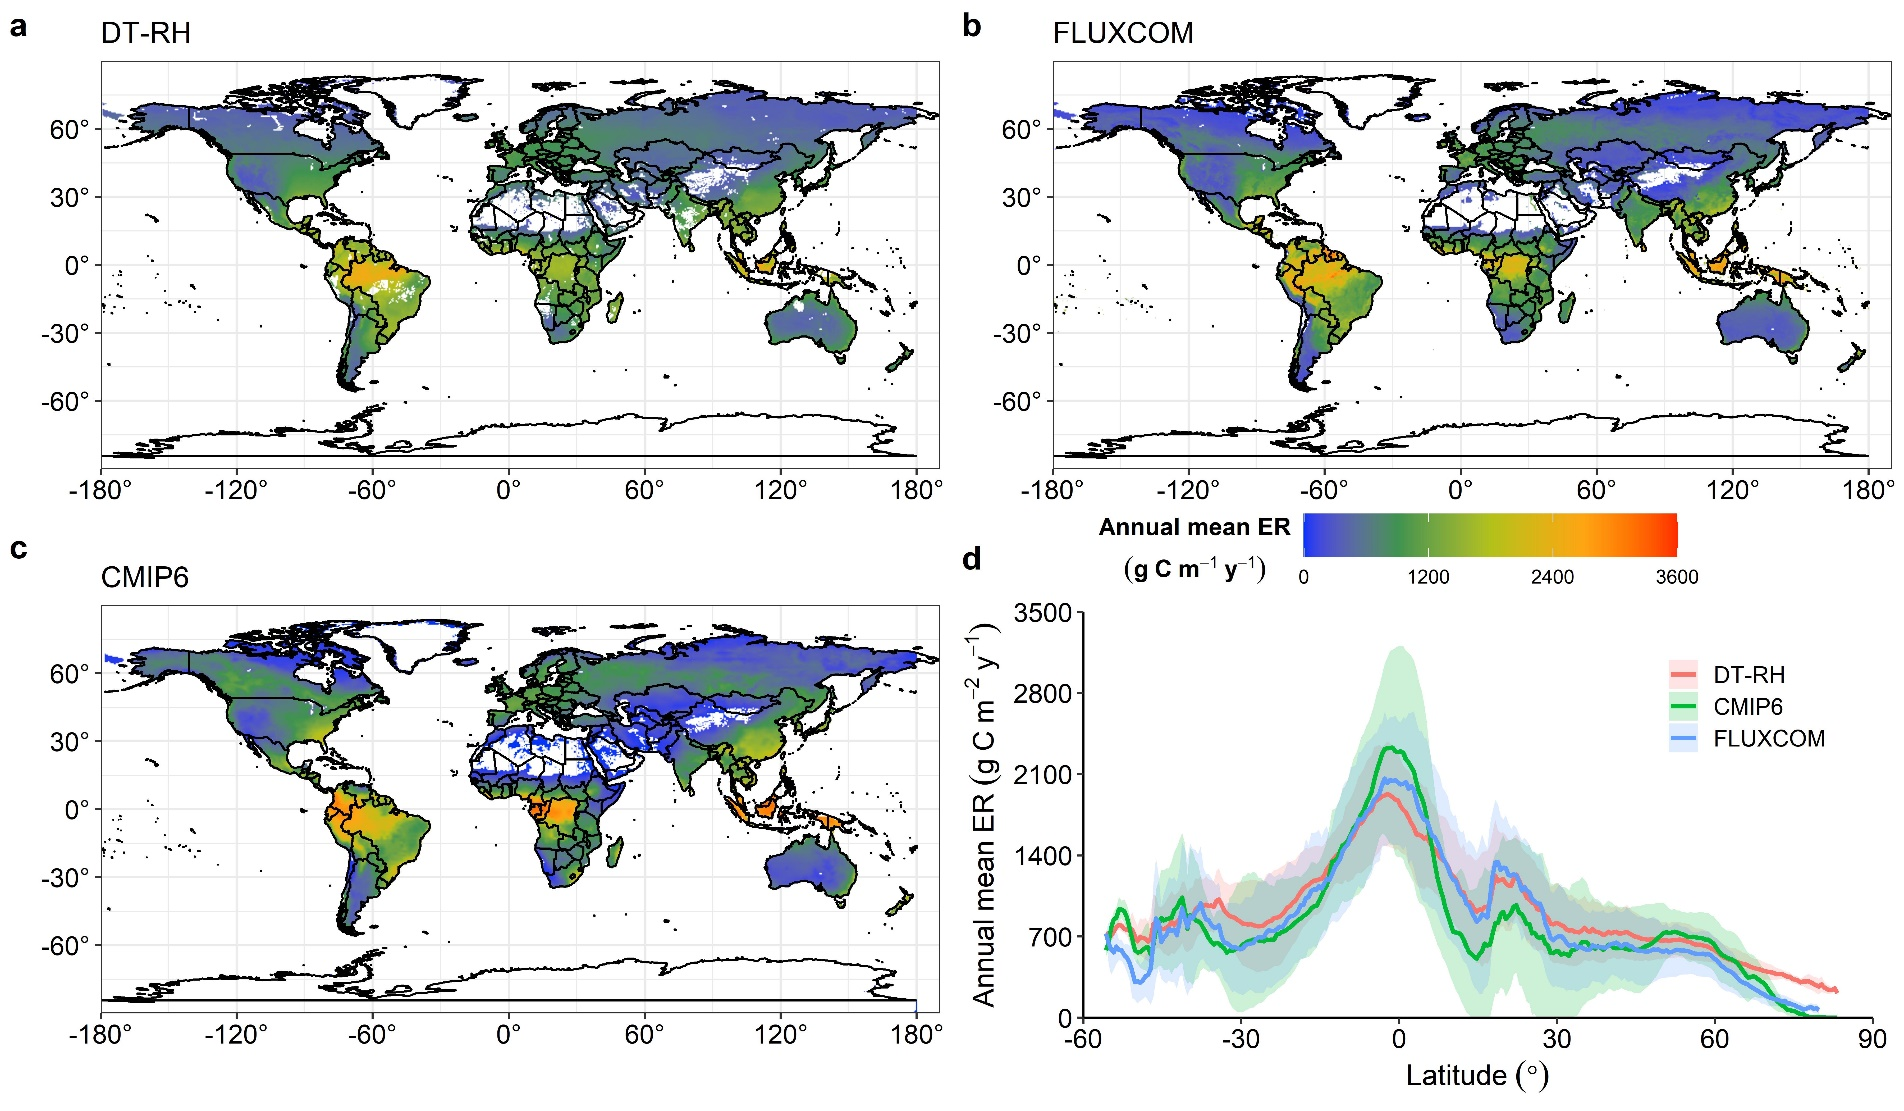 a
DT-RH
60°
30°
0°
-30°
-60°
-180° -120° -60° 0° 60° 120° 180°
b
FLUXCOM
60°
30°
0°
-30°
-60°
-180° -120° -60° 0° 60° 120° 180°
Annual mean ER
(g C m⁻¹ y⁻¹)
0 1200 2400 3600
c
CMIP6
60°
30°
0°
-30°
-60°
-180° -120° -60° 0° 60° 120° 180°
d
Annual mean ER (g C m⁻² y⁻¹)
3500
2800
2100
1400
700
0
-60 -30 0 30 60 90
Latitude (°)
DT-RH
CMIP6
FLUXCOM